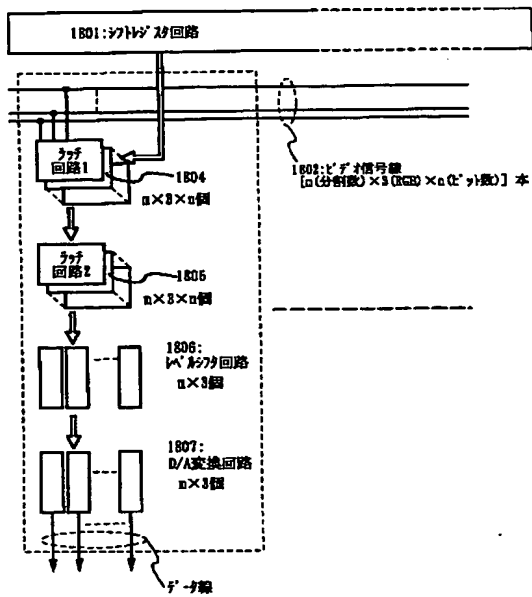 1801:シフトレジスタ回路
ラッチ
回路1
1804
m×3×n個
1802:ビデオ信号線
[m(分割数)×3(RGB)×n(ビット数)] 本
ラッチ
回路2
1805
m×3×n個
1806:
レベルシフタ回路
m×3個
1807:
D/A変換回路
m×3個
データ線